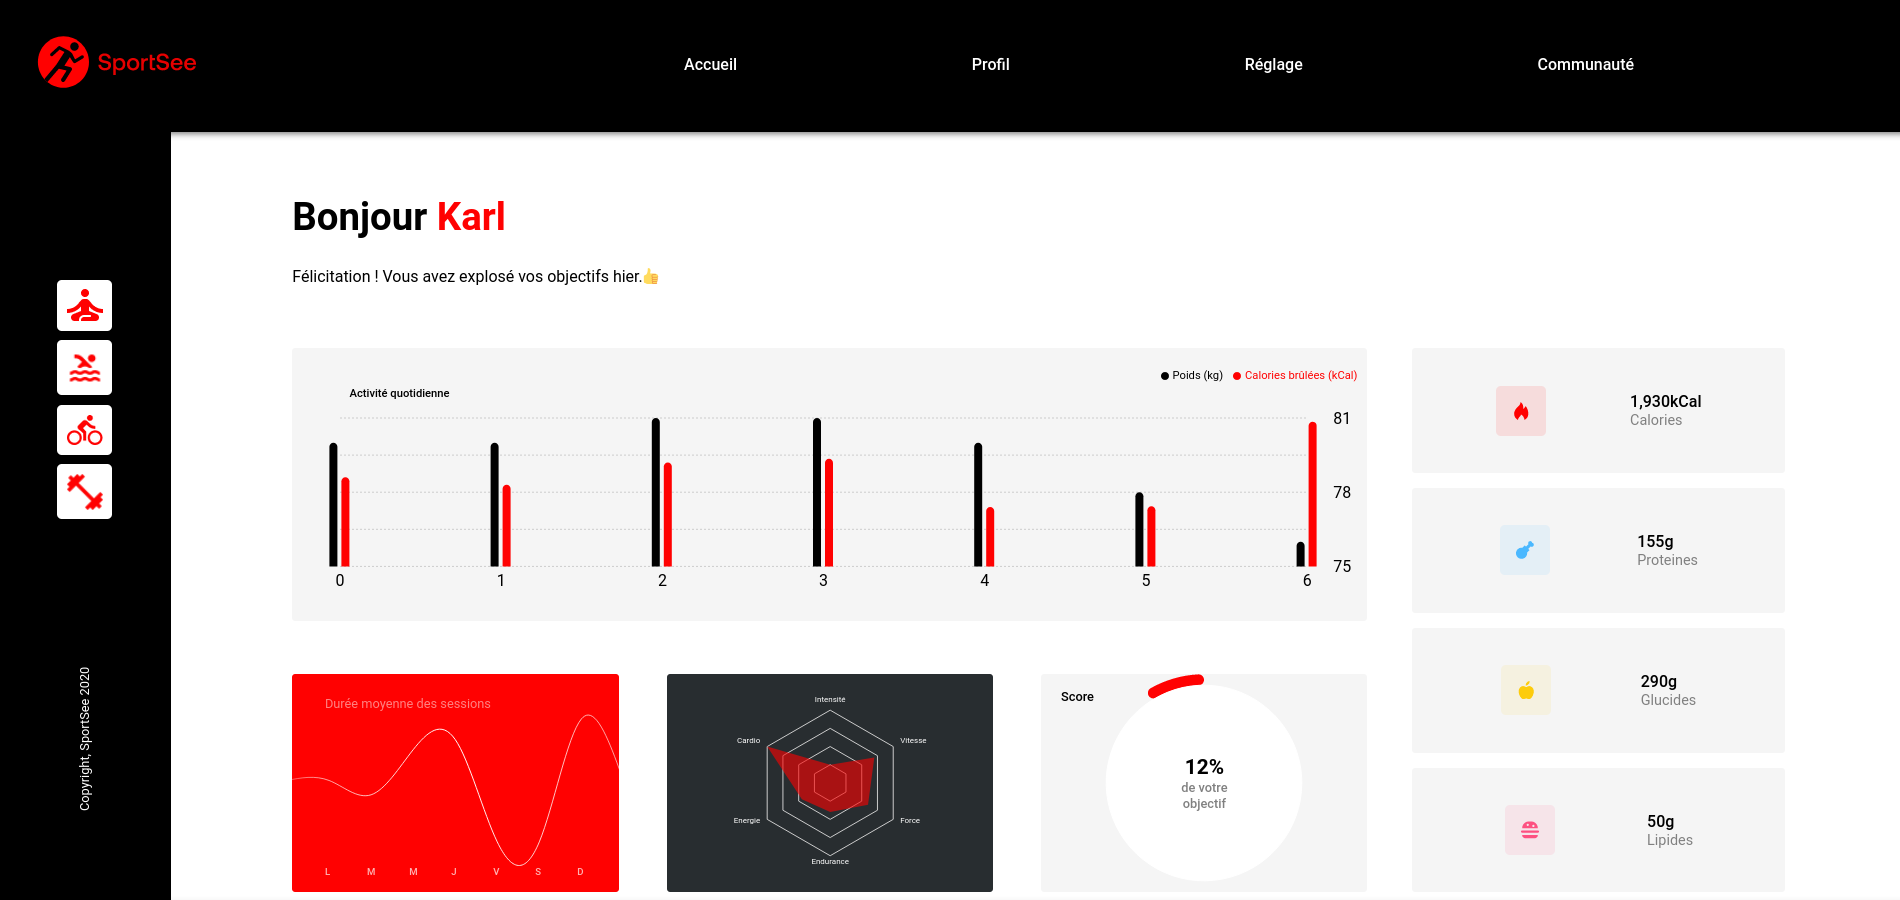 SportSee
Accueil
Profil
Réglage
Communauté
Bonjour Karl
Félicitation ! Vous avez explosé vos objectifs hier.👍
Poids (kg)
Calories brûlées (kCal)
Activité quotidienne
81
78
75
0
1
2
3
4
5
6
1,930kCal
Calories
155g
Proteines
290g
Glucides
50g
Lipides
Durée moyenne des sessions
L
M
M
J
V
S
D
Intensité
Vitesse
Force
Endurance
Energie
Cardio
Score
12%
de votre
objectif
Copyright, SportSee 2020